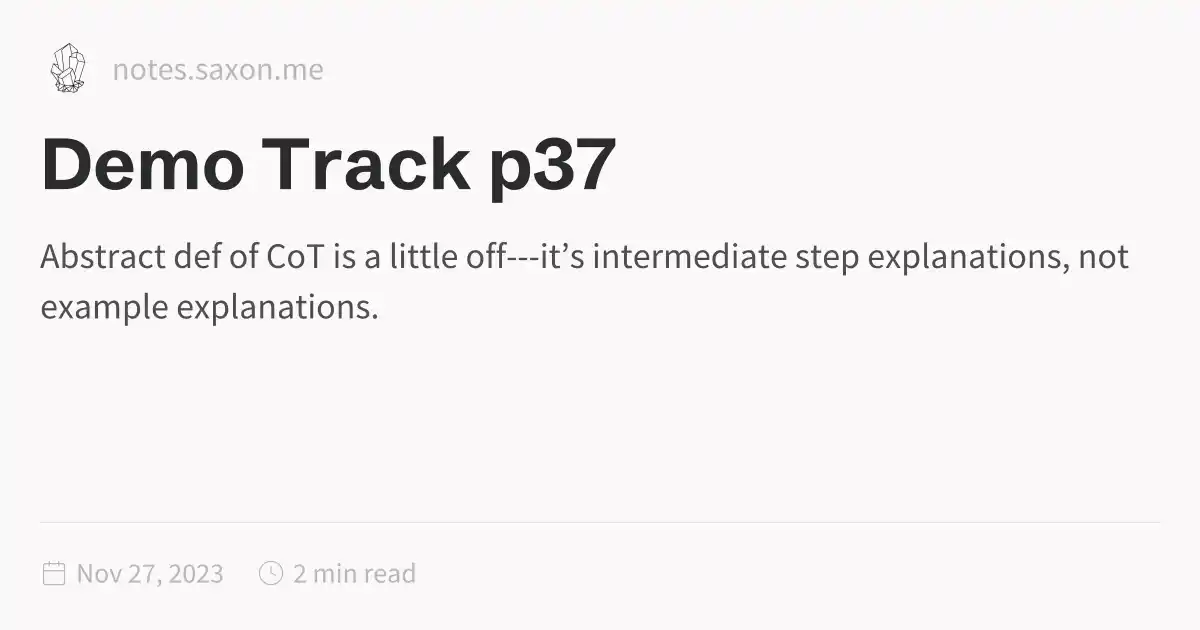 notes.saxon.me
Demo Track p37
Abstract def of CoT is a little off---it’s intermediate step explanations, not
example explanations.
Nov 27, 2023
2 min read